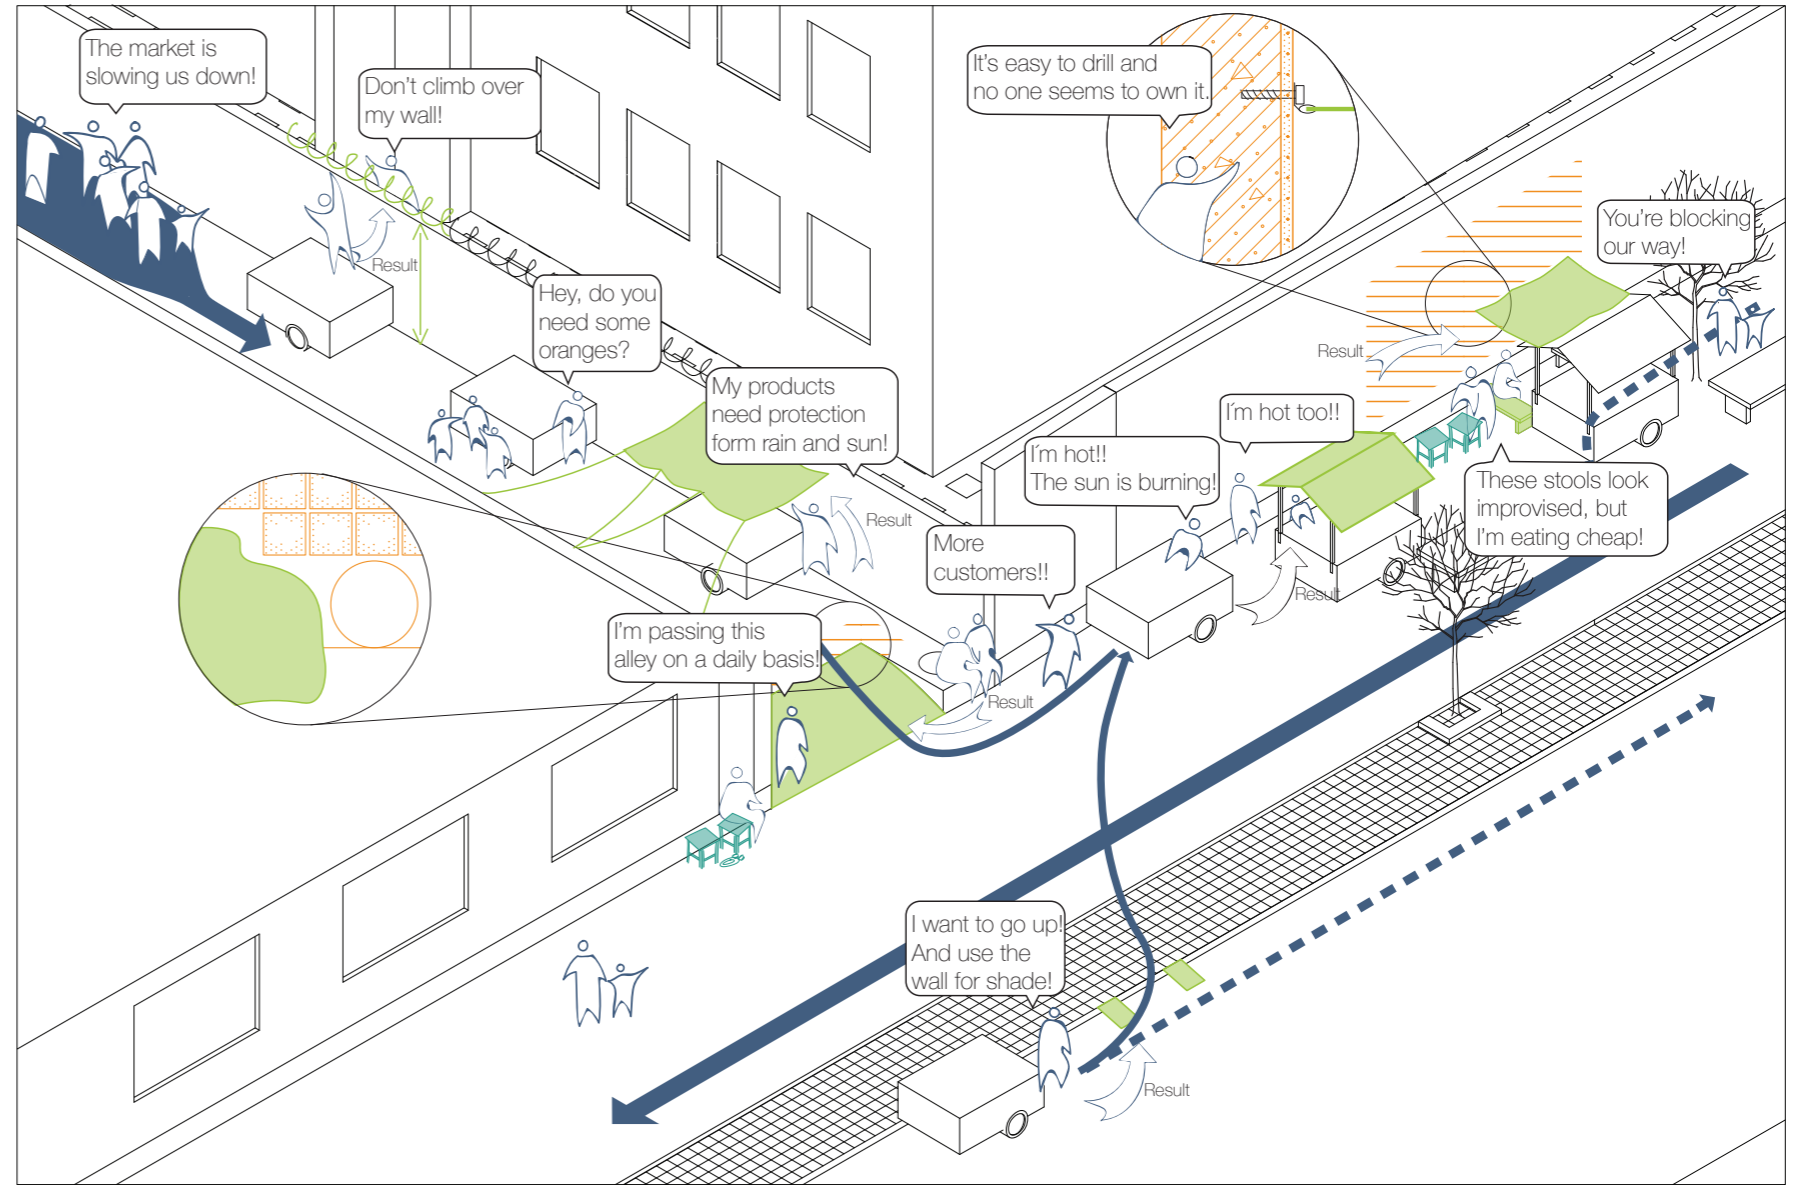 The market is
slowing us down!
Don't climb over
my wall!
It's easy to drill and
no one seems to own it.
You're blocking
our way!
Result
Hey, do you
need some
oranges?
Result
My products
need protection
form rain and sun!
I'm hot too!!
I'm hot!!
The sun is burning!
These stools look
improvised, but
I'm eating cheap!
Result
More
customers!!
Result
I'm passing this
alley on a daily basis!
Result
I want to go up!
And use the
wall for shade!
Result